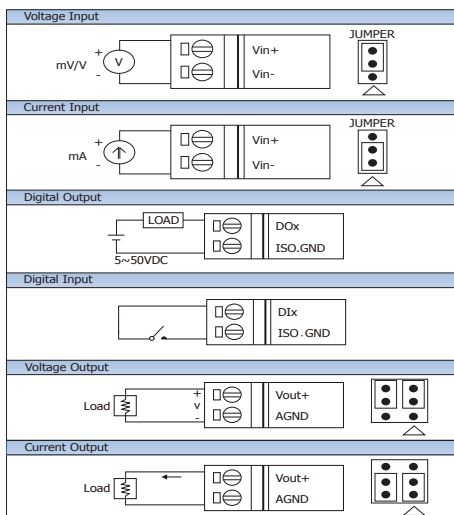 Voltage Input
JUMPER
+
mV/V
V
-
Vin+
Vin-
Current Input
JUMPER
+
mA
-
Vin+
Vin-
Digital Output
LOAD
5~50VDC
DOx
ISO.GND
Digital Input
DIx
ISO.GND
Voltage Output
Load
+
v
-
Vout+
AGND
Current Output
Load
Vout+
AGND